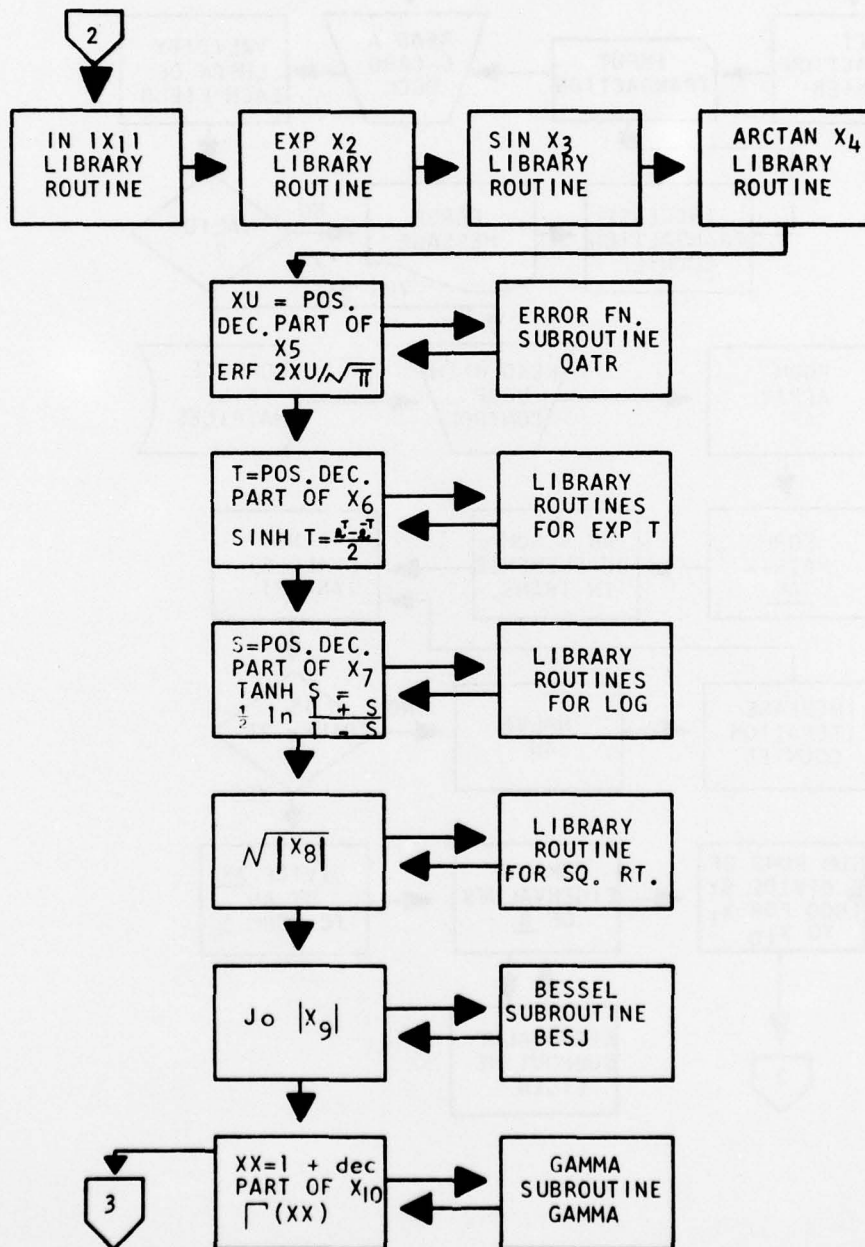 2
IN |X1|
LIBRARY
ROUTINE
EXP X2
LIBRARY
ROUTINE
SIN X3
LIBRARY
ROUTINE
ARCTAN X4
LIBRARY
ROUTINE
XU = POS.
DEC. PART OF
X5
ERF 2XU/√π
ERROR FN.
SUBROUTINE
QATR
T=POS.DEC.
PART OF X6
SINH T=e^T-e^-T/2
LIBRARY
ROUTINES
FOR EXP T
S=POS.DEC.
PART OF X7
TANH S =
½ ln 1 + S/1 - S
LIBRARY
ROUTINES
FOR LOG
√|X8|
LIBRARY
ROUTINE
FOR SQ. RT.
Jo |X9|
BESSEL
SUBROUTINE
BESJ
3
XX=1 + dec
PART OF X10
Γ(XX)
GAMMA
SUBROUTINE
GAMMA